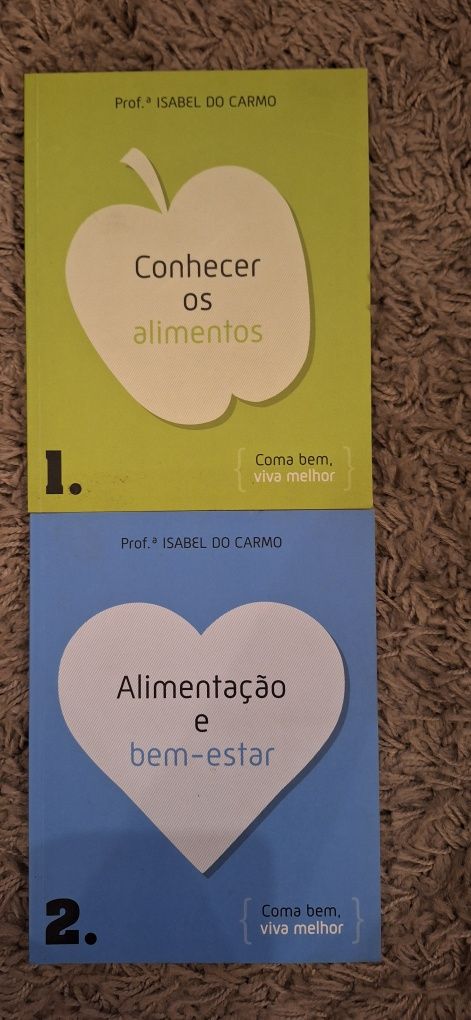 Prof.ª ISABEL DO CARMO
Conhecer
os
alimentos
1.
{ Coma bem,
viva melhor }
Prof.ª ISABEL DO CARMO
Alimentação
e
bem-estar
2.
{ Coma bem,
viva melhor }